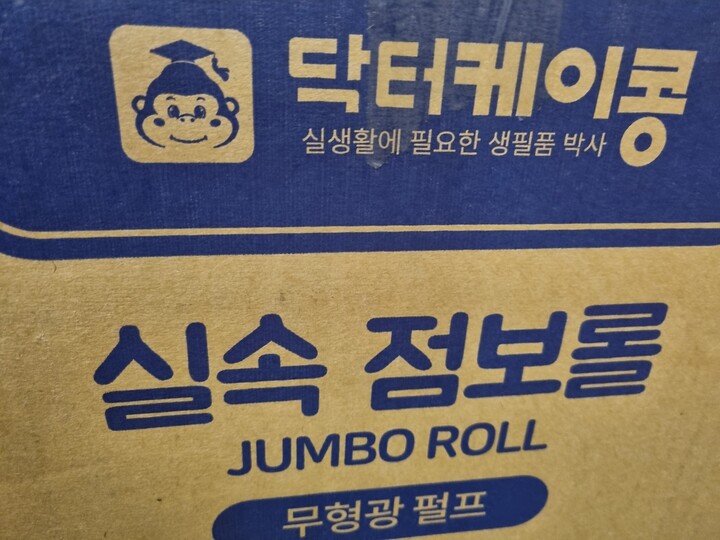 닥터케이콩
실생활에 필요한 생필품 박사
실속 점보롤
JUMBO ROLL
무형광 펄프